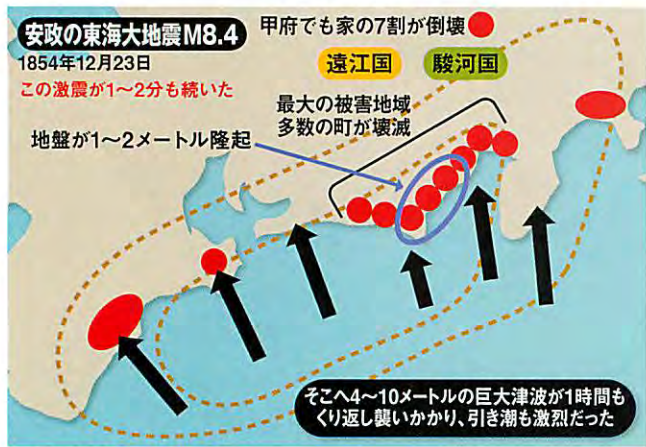 安政の東海大地震M8.4
1854年12月23日
この激震が1〜2分も続いた
甲府でも家の7割が倒壊
遠江国
駿河国
最大の被害地域
多数の町が壊滅
地盤が1〜2メートル隆起
そこへ4〜10メートルの巨大津波が1時間も
くり返し襲いかかり、引き潮も激烈だった